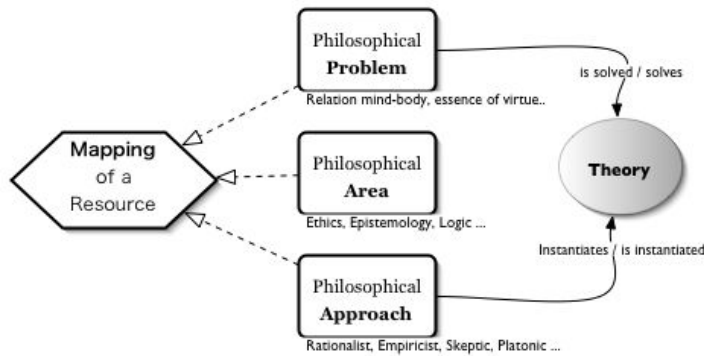 Philosophical
Problem
is solved / solves
Relation mind-body, essence of virtue..
Mapping
of a
Resource
Philosophical
Area
Theory
Ethics, Epistemology, Logic ...
Instantiates / is instantiated
Philosophical
Approach
Rationalist, Empiricist, Skeptic, Platonic ...